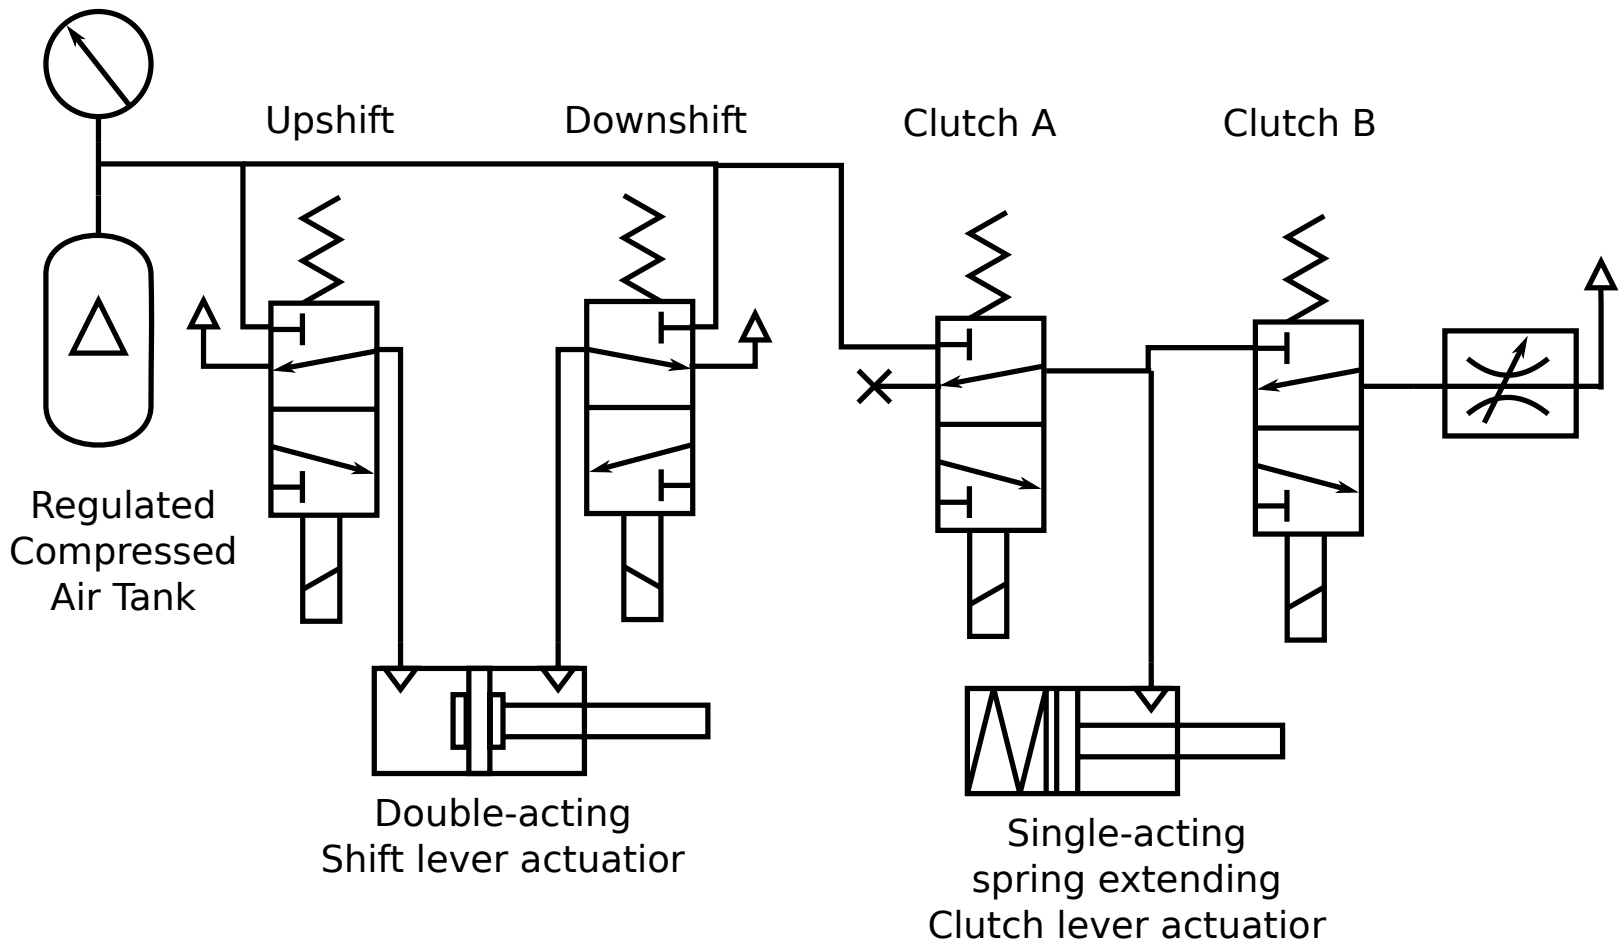 Upshift
Downshift
Clutch A
Clutch B
Regulated
Compressed
Air Tank
Double-acting
Shift lever actuatior
Single-acting
spring extending
Clutch lever actuatior